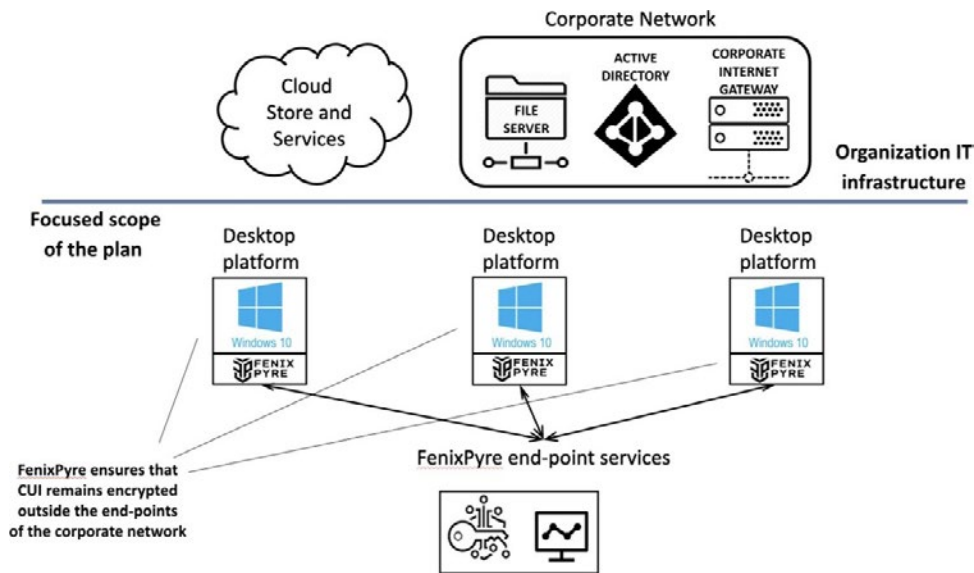 Corporate Network
Cloud
Store and
Services
FILE
SERVER
ACTIVE
DIRECTORY
CORPORATE
INTERNET
GATEWAY
Organization IT
infrastructure
Focused scope
of the plan
Desktop
platform
Windows 10
FENIX
PYRE
Desktop
platform
Windows 10
FENIX
PYRE
Desktop
platform
Windows 10
FENIX
PYRE
FenixPyre ensures that
CUI remains encrypted
outside the end-points
of the corporate network
FenixPyre end-point services